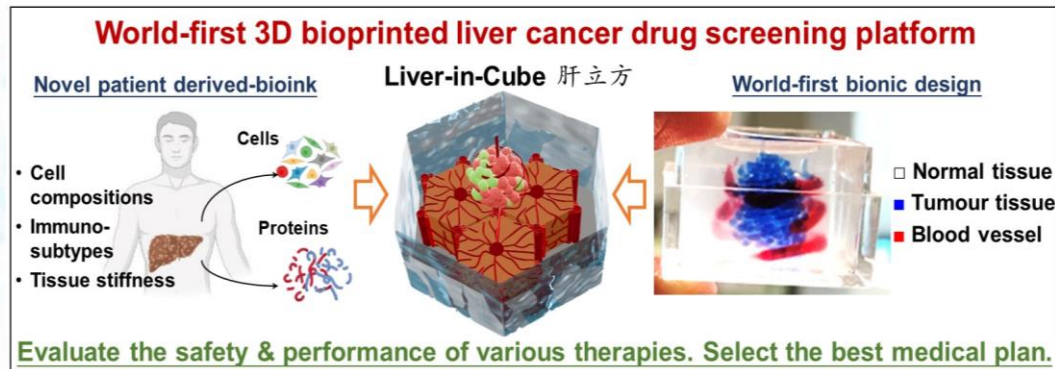 World-first 3D bioprinted liver cancer drug screening platform
Novel patient derived-bioink
Cells
• Cell
compositions
• Immuno-
subtypes
• Tissue stiffness
Proteins
Liver-in-Cube 肝立方
World-first bionic design
□ Normal tissue
■ Tumour tissue
■ Blood vessel
Evaluate the safety & performance of various therapies. Select the best medical plan.